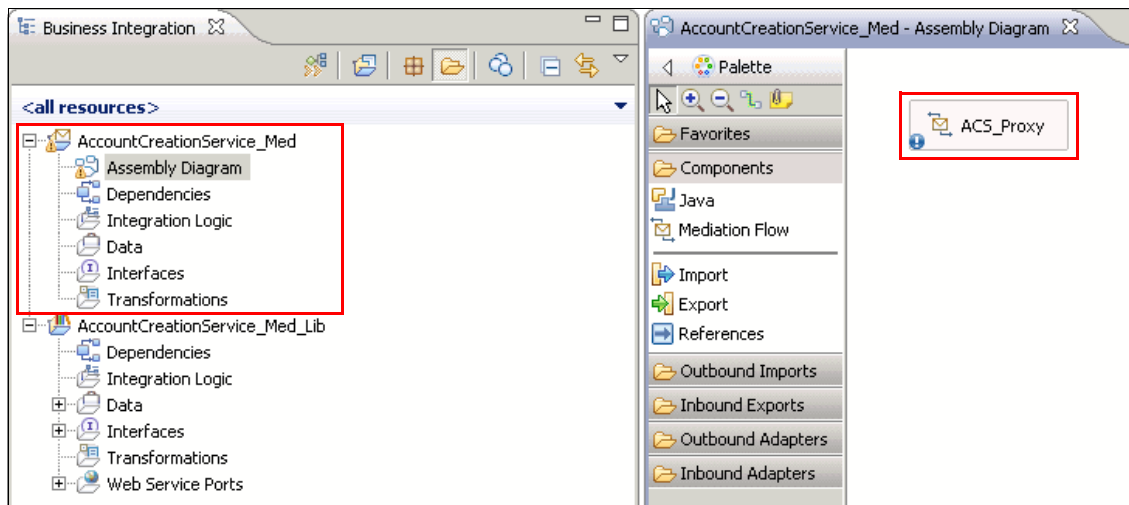 Business Integration
<all resources>
AccountCreationService_Med
Assembly Diagram
Dependencies
Integration Logic
Data
Interfaces
Transformations
AccountCreationService_Med_Lib
Dependencies
Integration Logic
Data
Interfaces
Transformations
Web Service Ports
AccountCreationService_Med - Assembly Diagram
Palette
Favorites
Components
Java
Mediation Flow
Import
Export
References
Outbound Imports
Inbound Exports
Outbound Adapters
Inbound Adapters
ACS_Proxy